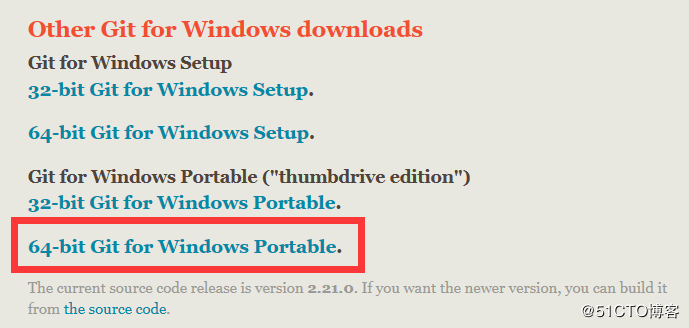 Other Git for Windows downloads
Git for Windows Setup
32-bit Git for Windows Setup.
64-bit Git for Windows Setup.
Git for Windows Portable ("thumbdrive edition")
32-bit Git for Windows Portable.
64-bit Git for Windows Portable.
The current source code release is version 2.21.0. If you want the newer version, you can build it
from the source code.
@51CTO博客